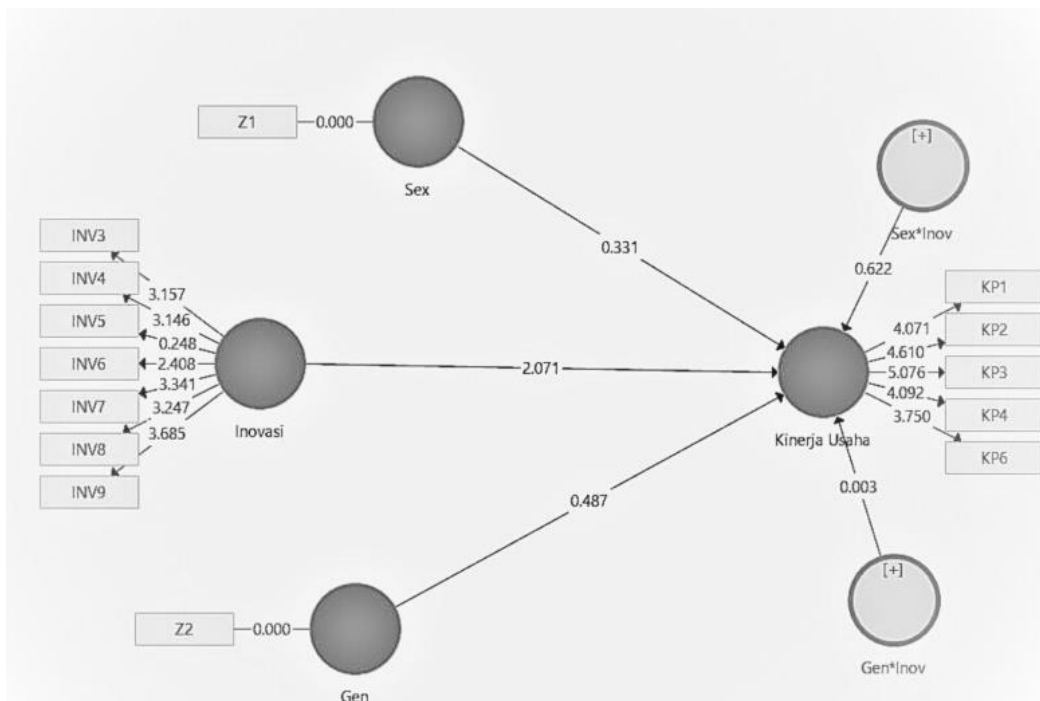 Z1
0.000
Sex
[+]
Sex*Inov
0.331
0.622
INV3
INV4
INV5
INV6
INV7
INV8
INV9
3.157
3.146
0.248
2.408
3.341
3.247
3.685
Inovasi
2.071
Kinerja Usaha
4.071
4.610
5.076
4.092
3.750
KP1
KP2
KP3
KP4
KP6
0.487
0.003
Z2
0.000
Gen
[+]
Gen*Inov